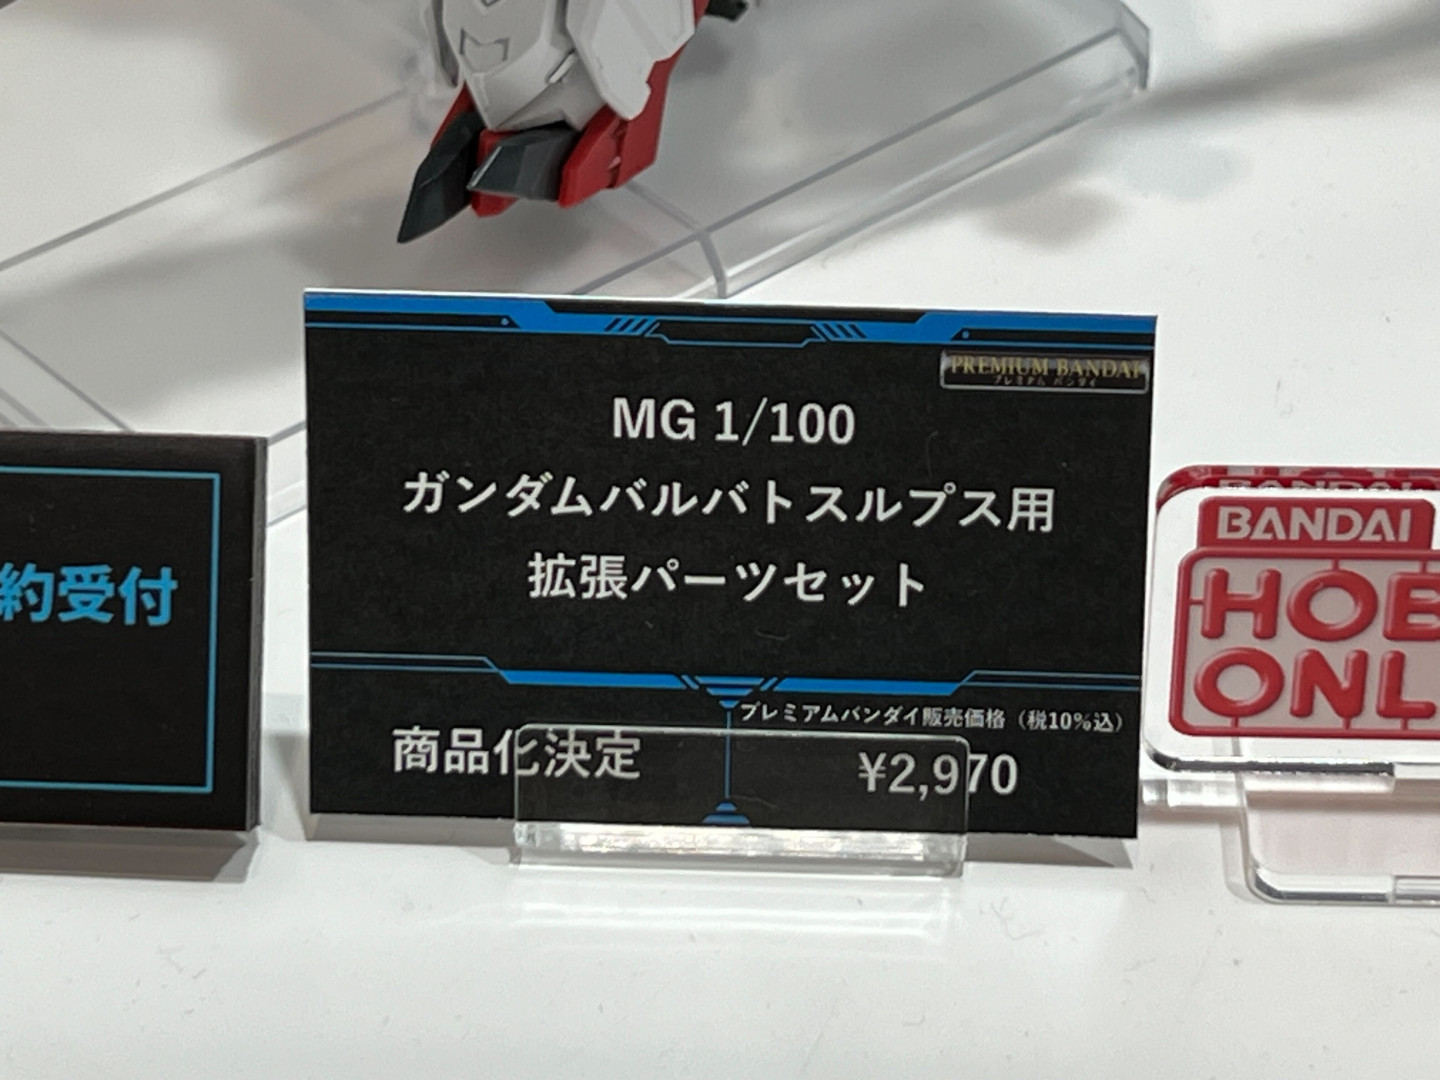 PREMIUM BANDAI
プレミアム バンダイ
MG 1/100
ガンダムバルバトスルプス用
拡張パーツセット
プレミアムバンダイ販売価格（税10%込）
商品化決定
¥2,970
約受付
BANDAI
HOB
ONL